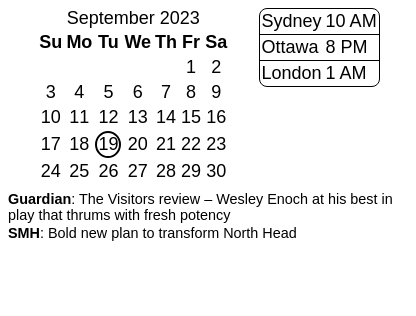 September 2023
Su Mo Tu We Th Fr Sa
1 2
3 4 5 6 7 8 9
10 11 12 13 14 15 16
17 18 19 20 21 22 23
24 25 26 27 28 29 30
Sydney 10 AM
Ottawa 8 PM
London 1 AM
Guardian: The Visitors review – Wesley Enoch at his best in
play that thrums with fresh potency
SMH: Bold new plan to transform North Head